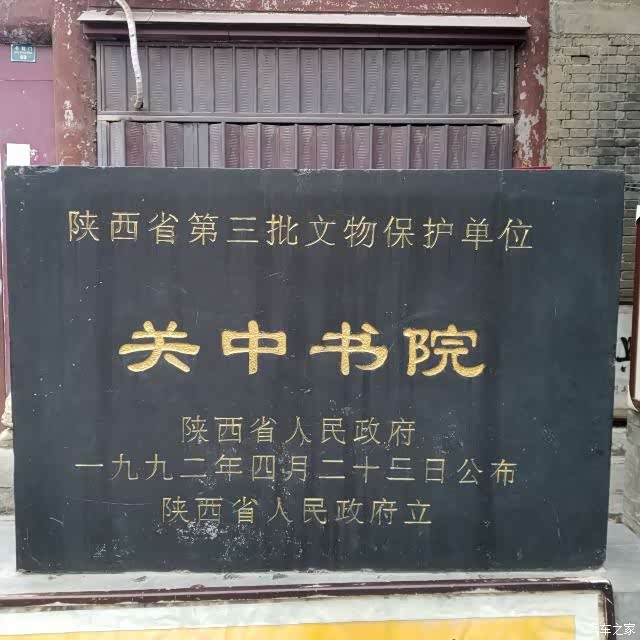 陕西省第三批文物保护单位
关中书院
陕西省人民政府
一九九二年四月二十三日公布
陕西省人民政府立